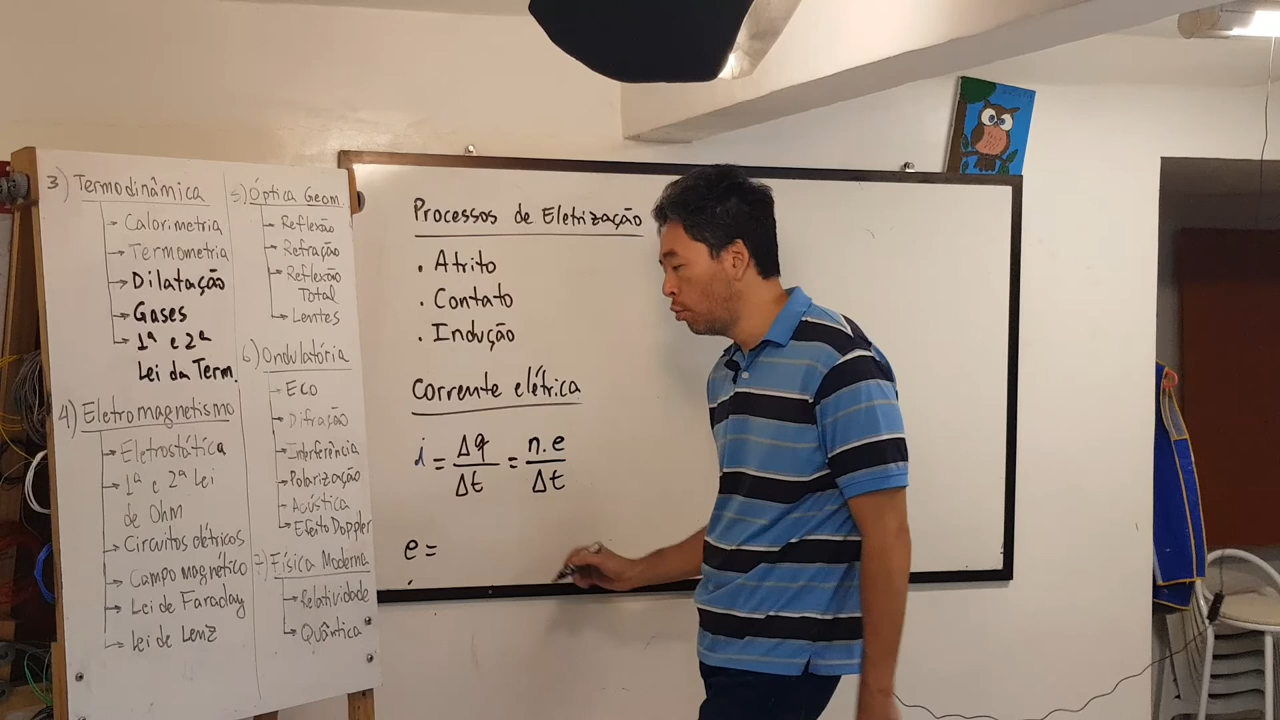 3) Termodinâmica
Calorimetria
Termometria
Dilatação
Gases
1ª e 2ª
Lei da Term.
4) Eletromagnetismo
Eletrostática
1ª e 2ª Lei
de Ohm
Circuitos elétricos
Campo magnético
Lei de Faraday
Lei de Lenz
5) Óptica Geom.
Reflexão
Refração
Reflexão
Total
Lentes
6) Ondulatória
Eco
Difração
Interferência
Polarização
Acústica
Efeito Doppler
7) Física Moderna
Relatividade
Quântica
Processos de Eletrização
. Atrito
. Contato
. Indução
Corrente elétrica
i = Δq/Δt = n.e/Δt
e =